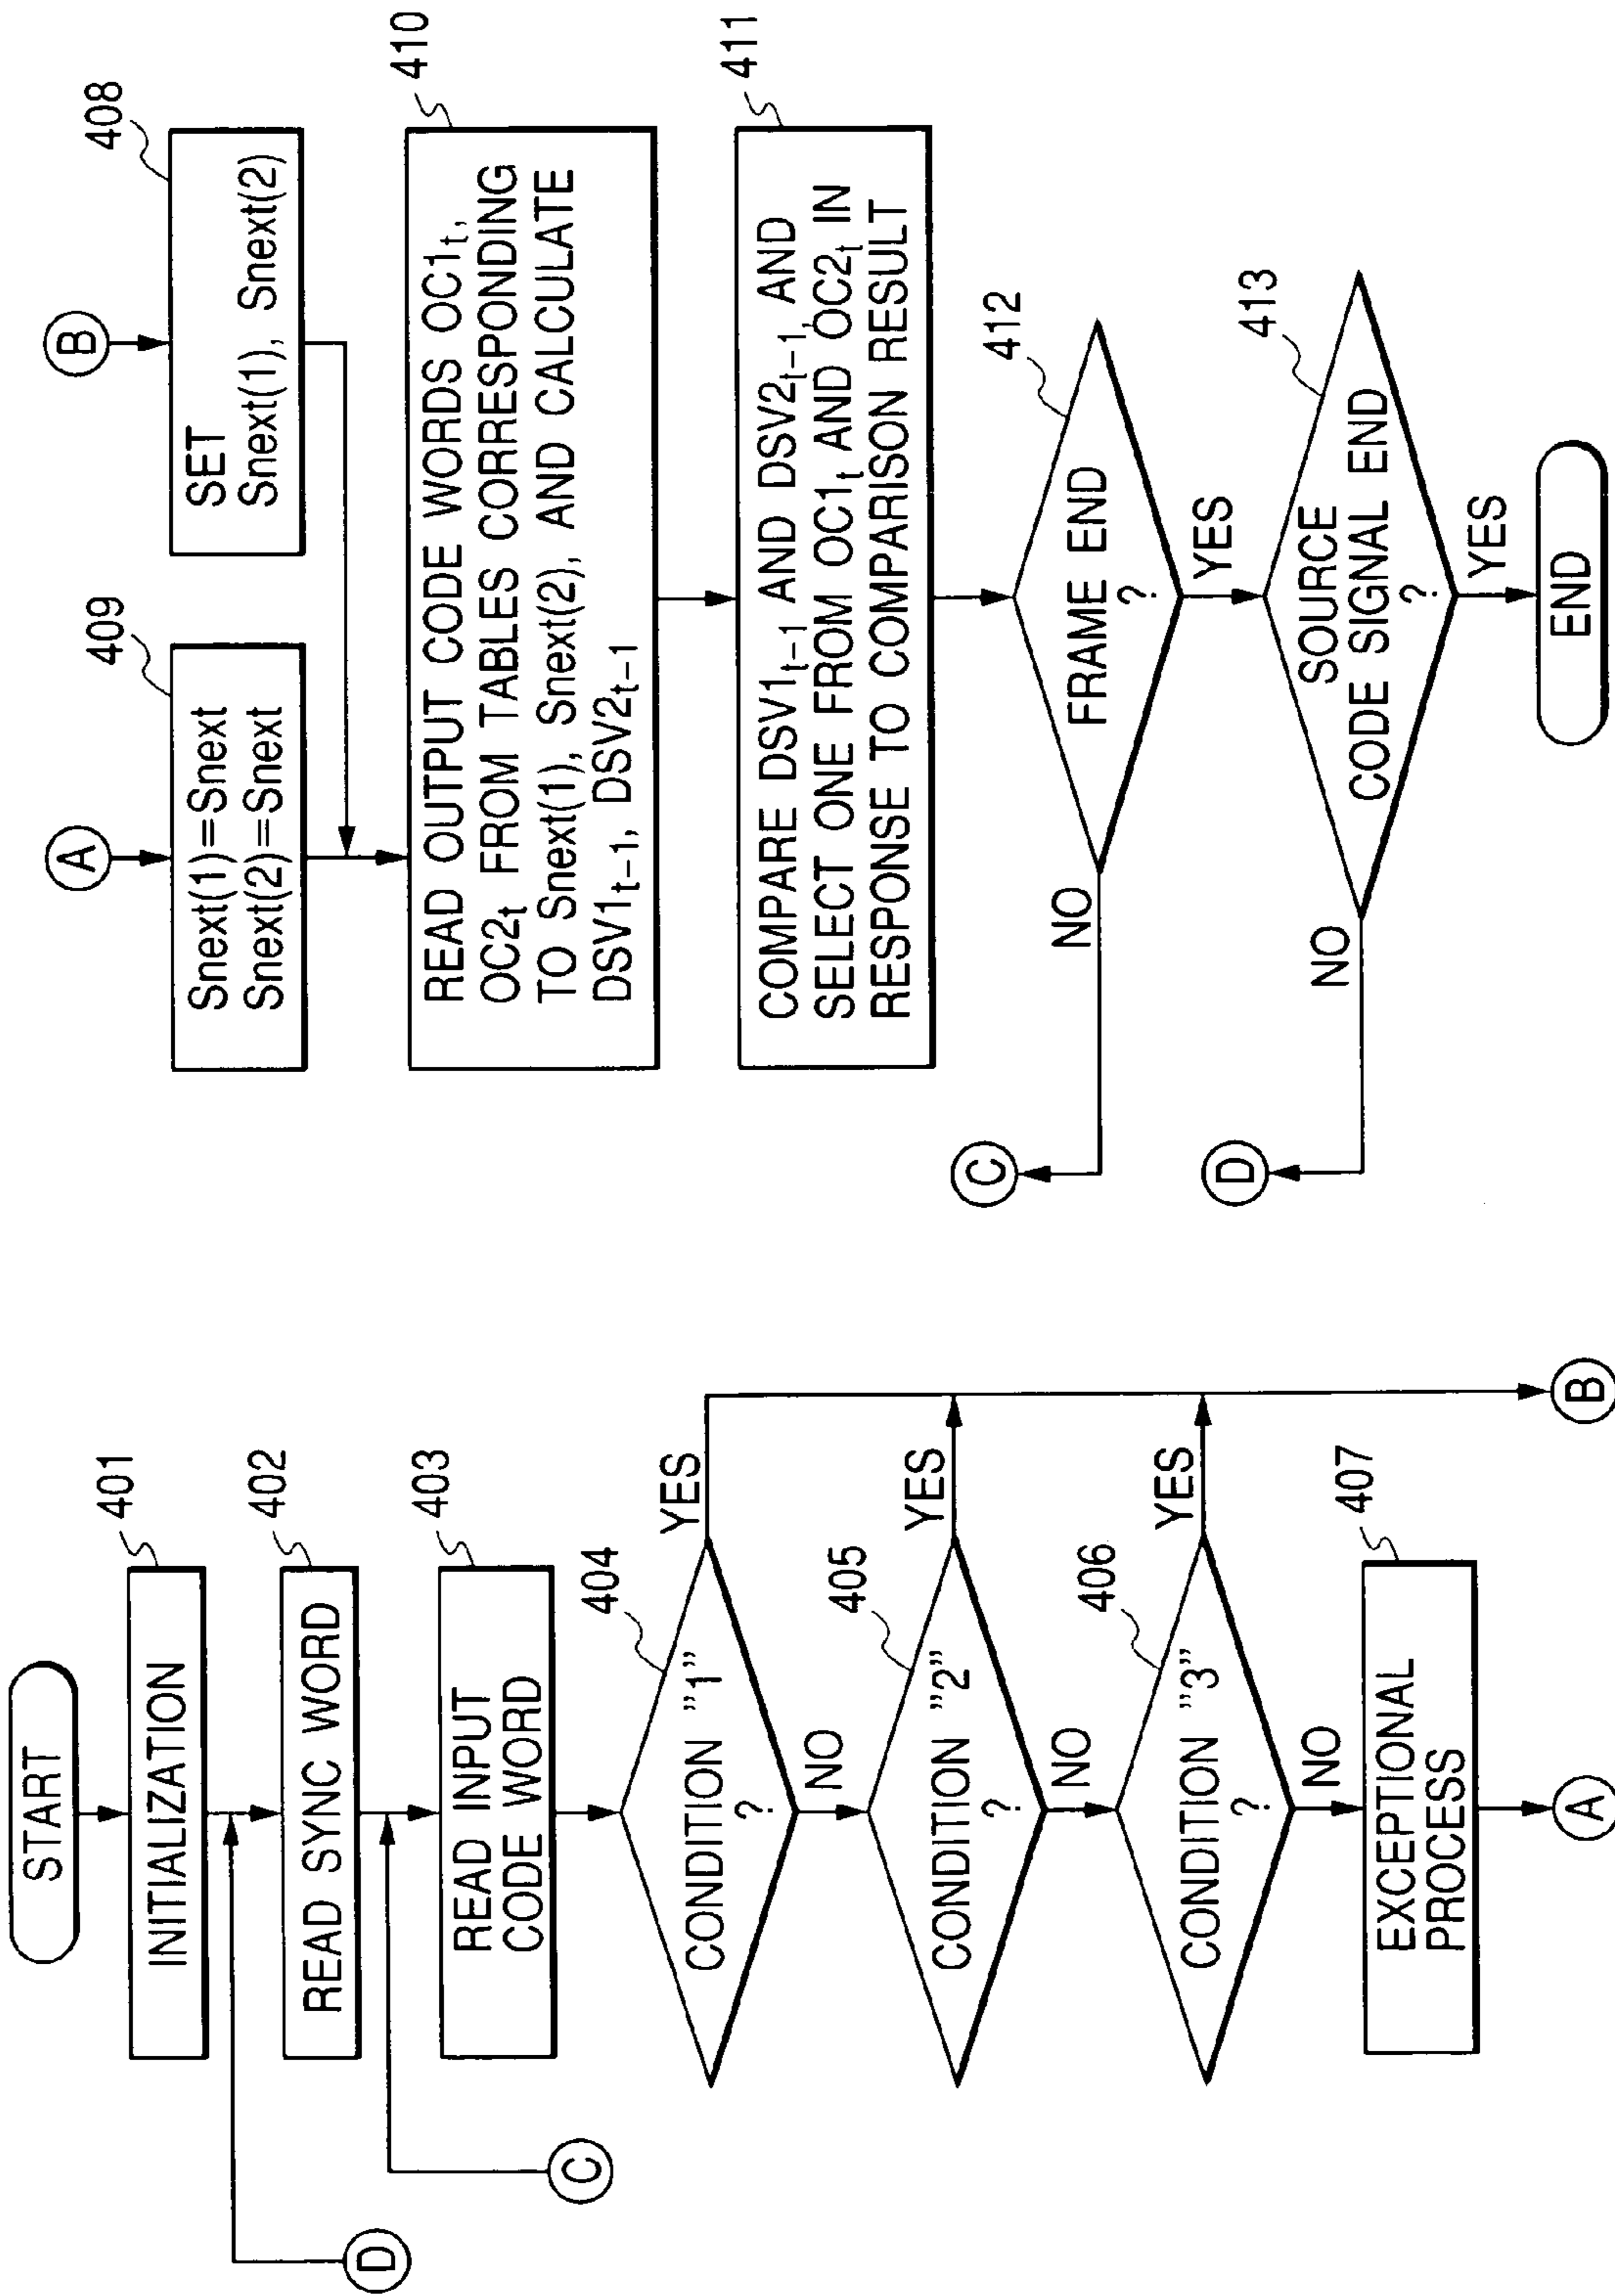 START
INITIALIZATION
401
READ SYNC WORD
402
READ INPUT
CODE WORD
403
CONDITION "1"
?
404
YES
NO
CONDITION "2"
?
405
YES
NO
CONDITION "3"
?
406
YES
NO
EXCEPTIONAL
PROCESS
407
A
B
C
D
A
B
Snext(1)=Snext
Snext(2)=Snext
409
SET
Snext(1), Snext(2)
408
READ OUTPUT CODE WORDS OC1t,
OC2t FROM TABLES CORRESPONDING
TO Snext(1), Snext(2), AND CALCULATE
DSV1t–1, DSV2t–1
410
COMPARE DSV1t–1 AND DSV2t–1, AND
SELECT ONE FROM OC1t AND OC2t IN
RESPONSE TO COMPARISON RESULT
411
FRAME END
?
412
NO
YES
C
SOURCE
CODE SIGNAL END
?
413
NO
YES
D
END